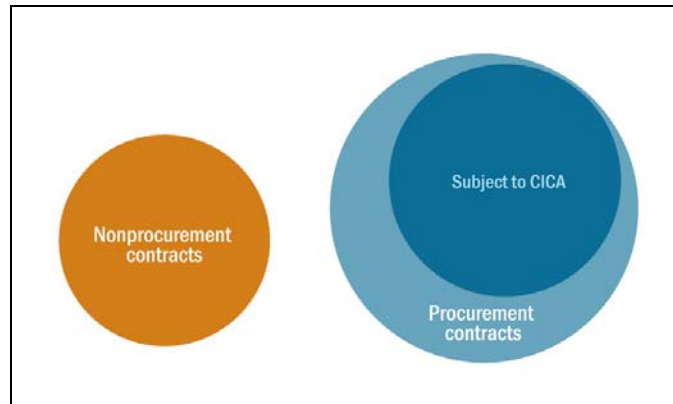 Nonprocurement
contracts
Subject to CICA
Procurement
contracts